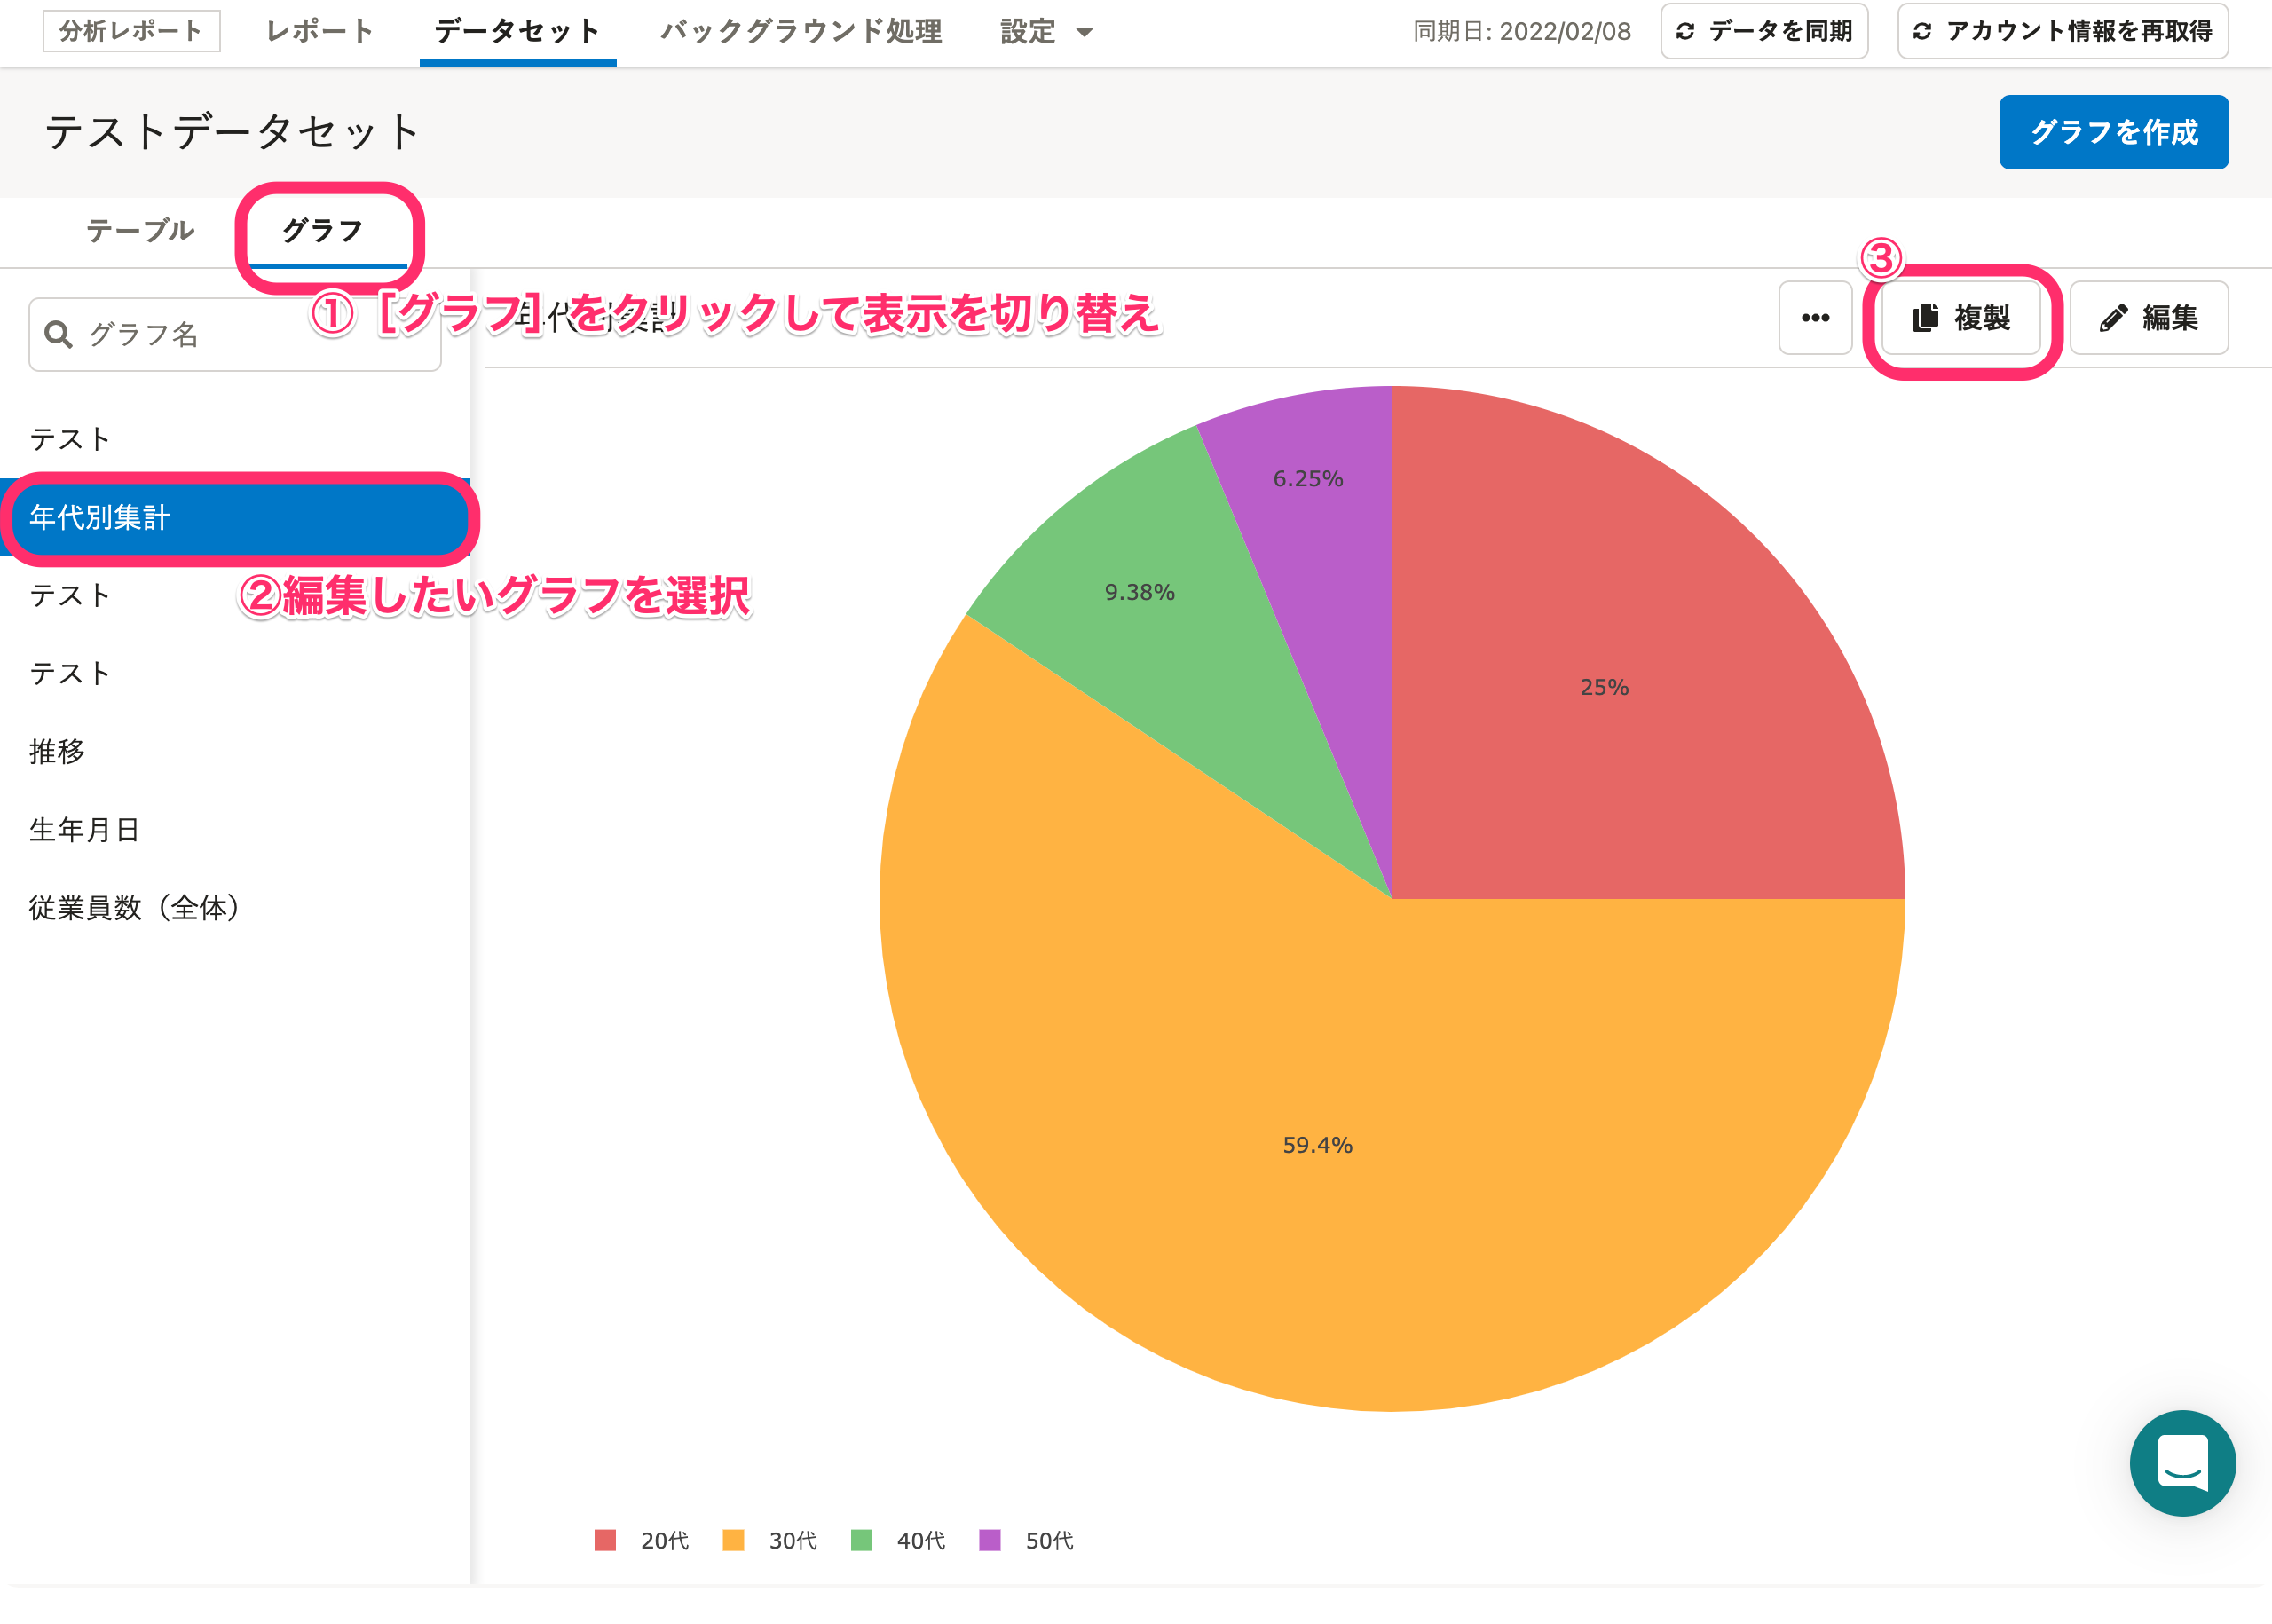 分析レポート レポート データセット バックグラウンド処理 設定 同期日: 2022/02/08 データを同期 アカウント情報を再取得
テストデータセット グラフを作成
テーブル グラフ
③
①［グラフ］をクリックして表示を切り替え
年代別集計
••• 複製 編集
グラフ名
テスト
年代別集計
②編集したいグラフを選択
テスト
テスト
推移
生年月日
従業員数（全体）
6.25%
9.38%
25%
59.4%
20代 30代 40代 50代